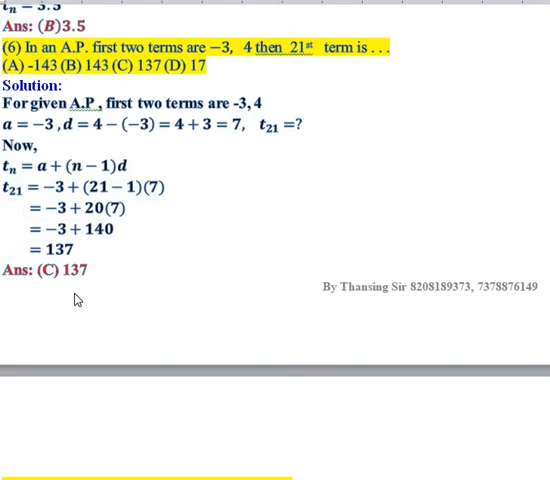 tₙ = 3.5
Ans: (B)3.5
(6) In an A.P. first two terms are −3, 4 then 21ˢᵗ term is . . .
(A) -143 (B) 143 (C) 137 (D) 17
Solution:
For given A.P , first two terms are -3, 4
a = −3 , d = 4 − (−3) = 4 + 3 = 7, t₂₁ =?
Now,
tₙ = a + (n − 1)d
t₂₁ = −3 + (21 − 1)(7)
= −3 + 20(7)
= −3 + 140
= 137
Ans: (C) 137
By Thansing Sir 8208189373, 7378876149